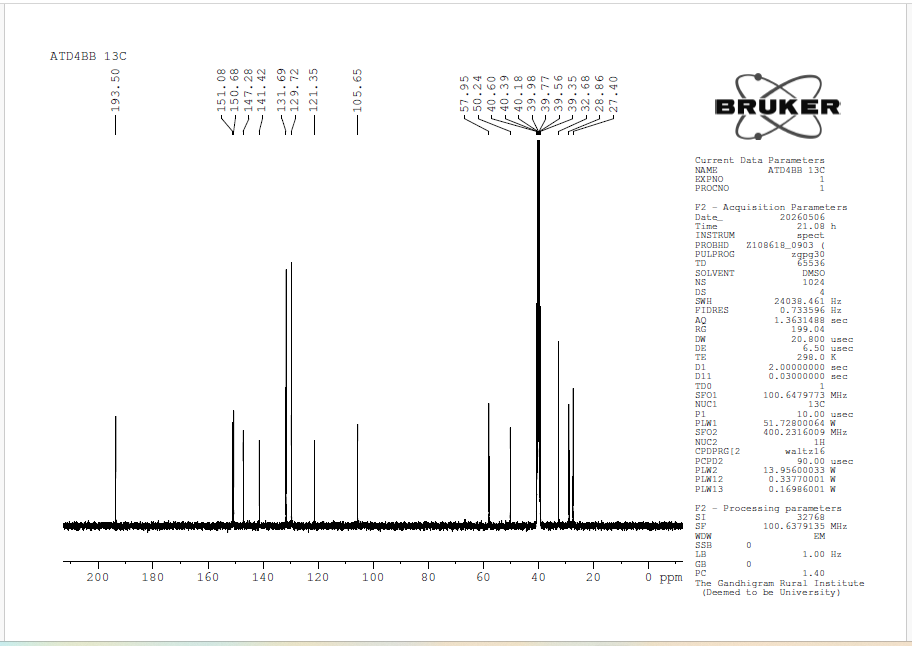 ATD4BB 13C
193.50
151.08
150.68
147.28
141.42
131.69
129.72
121.35
105.65
57.95
50.24
40.60
40.39
40.18
39.98
39.77
39.56
39.35
32.68
28.86
27.40
BRUKER
Current Data Parameters
NAME ATD4BB 13C
EXPNO 1
PROCNO 1
F2 - Acquisition Parameters
Date_ 20260506
Time 21.08 h
INSTRUM spect
PROBHD Z108618_0903 (
PULPROG zgpg30
TD 65536
SOLVENT DMSO
NS 1024
DS 4
SWH 24038.461 Hz
FIDRES 0.733596 Hz
AQ 1.3631488 sec
RG 199.04
DW 20.800 usec
DE 6.50 usec
TE 298.0 K
D1 2.00000000 sec
D11 0.03000000 sec
TD0 1
SFO1 100.6479773 MHz
NUC1 13C
P1 10.00 usec
PLW1 51.72800064 W
SFO2 400.2316009 MHz
NUC2 1H
CPDPRG[2 waltz16
PCPD2 90.00 usec
PLW2 13.95600033 W
PLW12 0.33770001 W
PLW13 0.16986001 W
F2 - Processing parameters
SI 32768
SF 100.6379135 MHz
WDW EM
SSB 0
LB 1.00 Hz
GB 0
PC 1.40
The Gandhigram Rural Institute
(Deemed to be University)
200 180 160 140 120 100 80 60 40 20 0 ppm